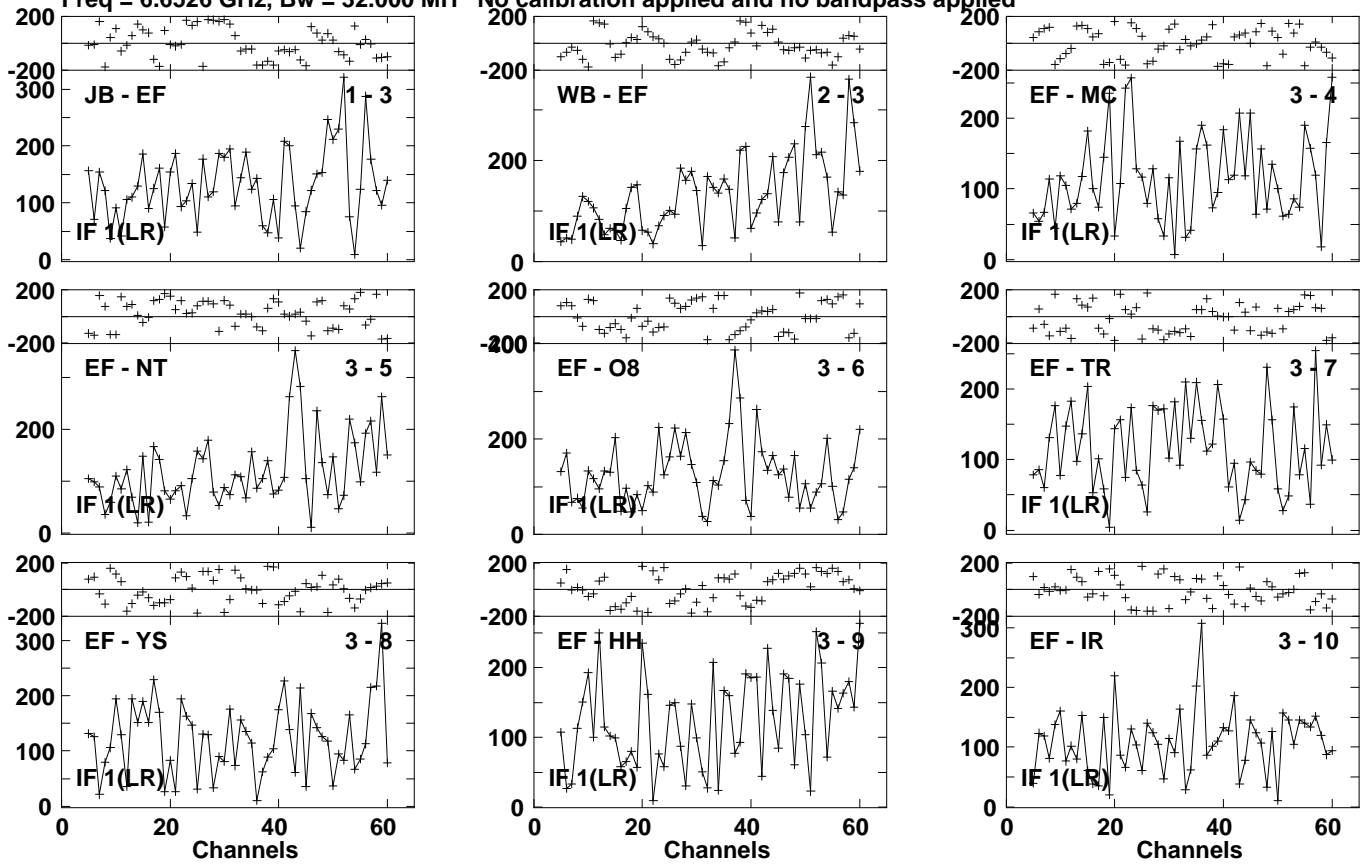 Freq = 6.6526 GHz, Bw = 32.000 MH No calibration applied and no bandpass applied
200
-200
JB - EF 1 - 3
300
200
100
0
IF 1(LR)
200
-200
WB - EF 2 - 3
200
0
IF 1(LR)
200
-200
EF - MC 3 - 4
200
100
0
IF 1(LR)
200
-200
EF - NT 3 - 5
200
0
IF 1(LR)
200
-200
400
EF - O8 3 - 6
200
0
IF 1(LR)
200
-200
EF - TR 3 - 7
200
100
0
IF 1(LR)
200
-200
EF - YS 3 - 8
300
200
100
0
IF 1(LR)
0 20 40 60
Channels
200
-200
EF - HH 3 - 9
200
100
0
IF 1(LR)
0 20 40 60
Channels
200
-200
300
EF - IR 3 - 10
200
100
0
IF 1(LR)
0 20 40 60
Channels